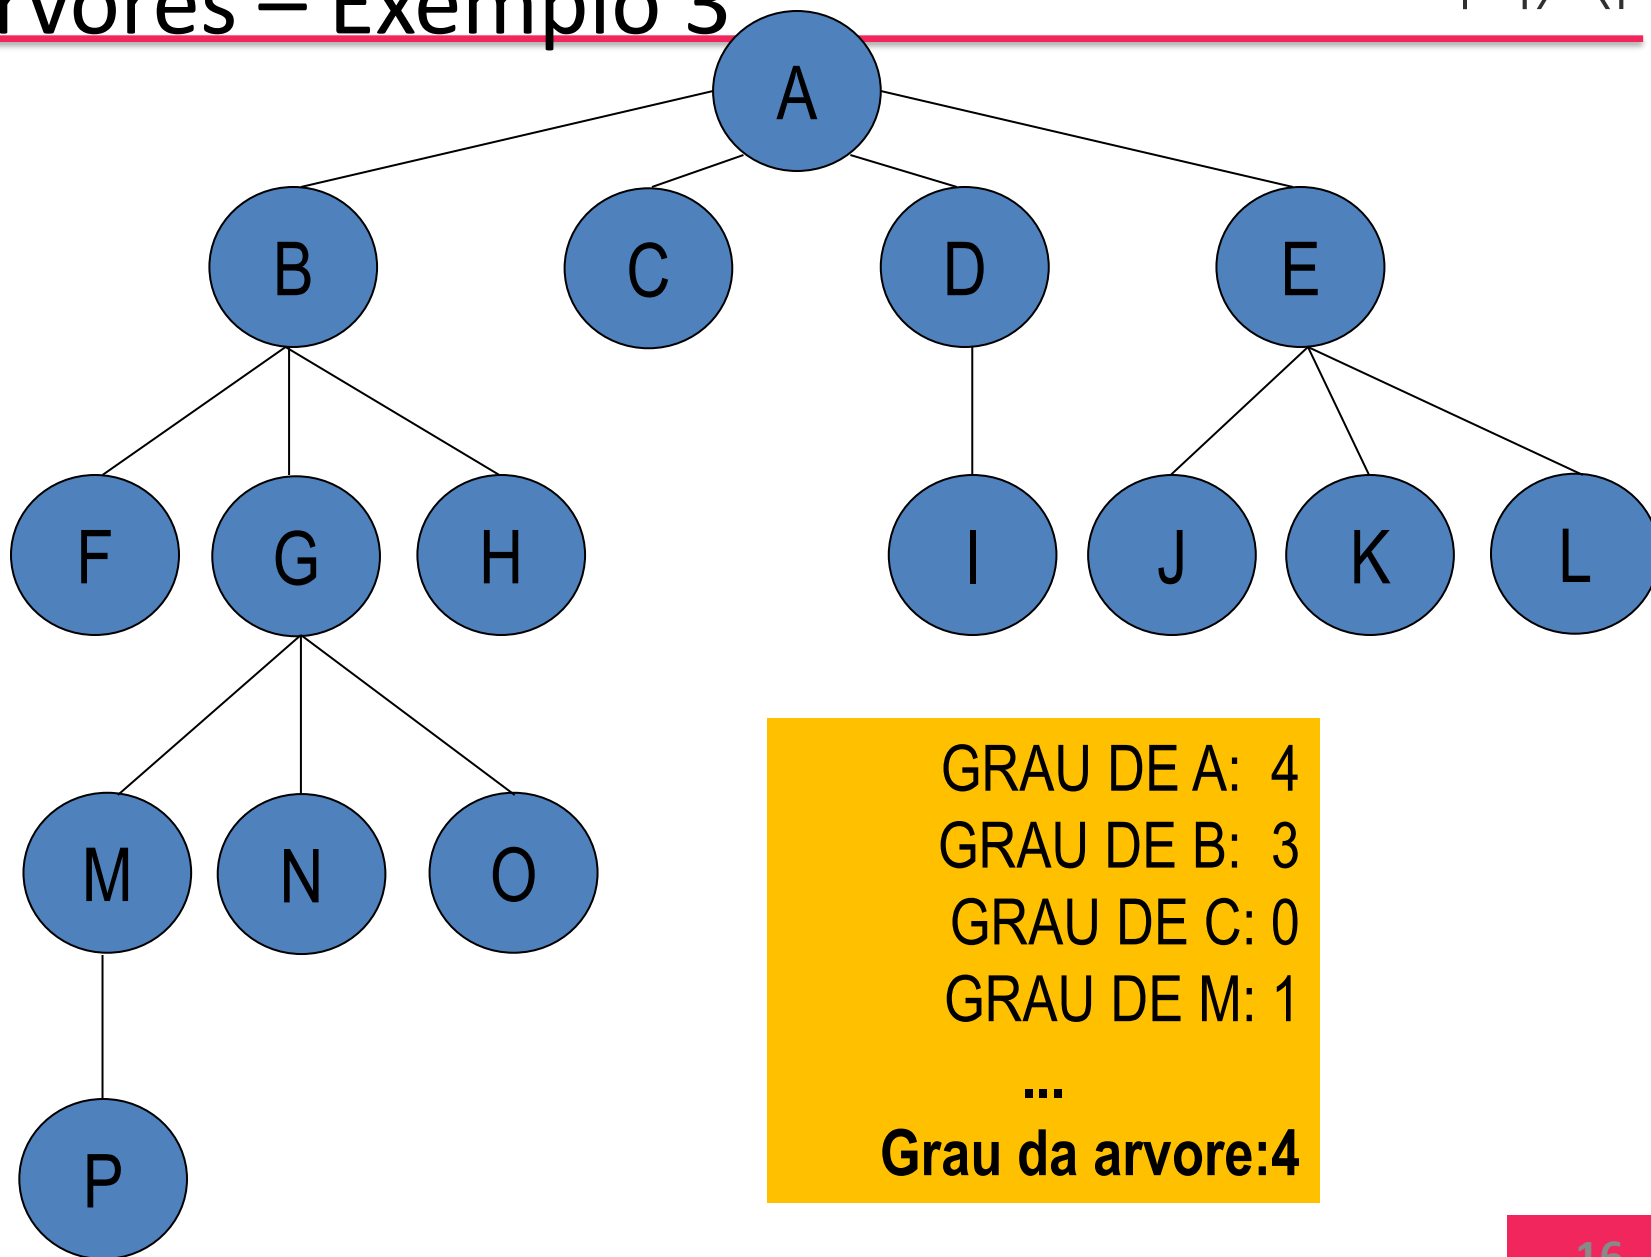 rvores – Exemplo 3
A
B
C
D
E
F
G
H
I
J
K
L
M
N
O
P
GRAU DE A: 4
GRAU DE B: 3
GRAU DE C: 0
GRAU DE M: 1
...
Grau da arvore:4
16